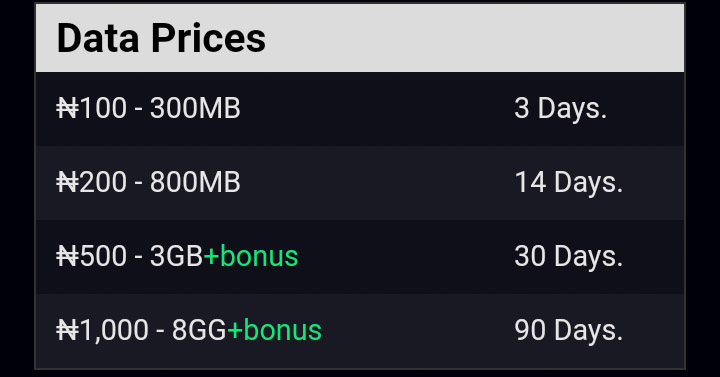 Data Prices
₦100 - 300MB 3 Days.
₦200 - 800MB 14 Days.
₦500 - 3GB+bonus 30 Days.
₦1,000 - 8GG+bonus 90 Days.